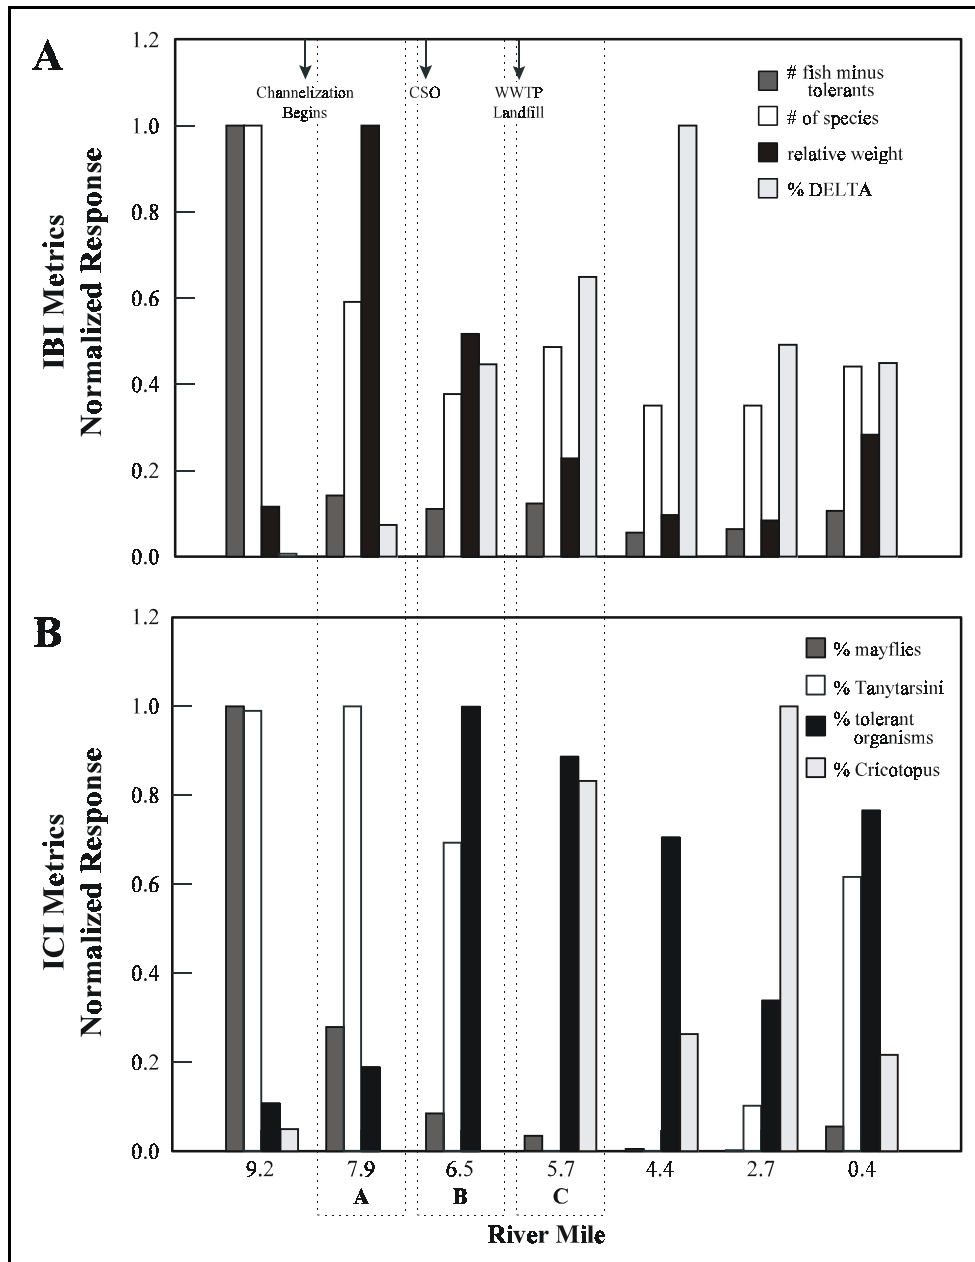 A
IBI Metrics
Normalized Response
1.2
1.0
0.8
0.6
0.4
0.2
0.0
Channelization
Begins
CSO
WWTP
Landfill
# fish minus
tolerants
# of species
relative weight
% DELTA
B
ICI Metrics
Normalized Response
1.2
1.0
0.8
0.6
0.4
0.2
0.0
% mayflies
% Tanytarsini
% tolerant
organisms
% Cricotopus
9.2 7.9 6.5 5.7 4.4 2.7 0.4
A B C
River Mile